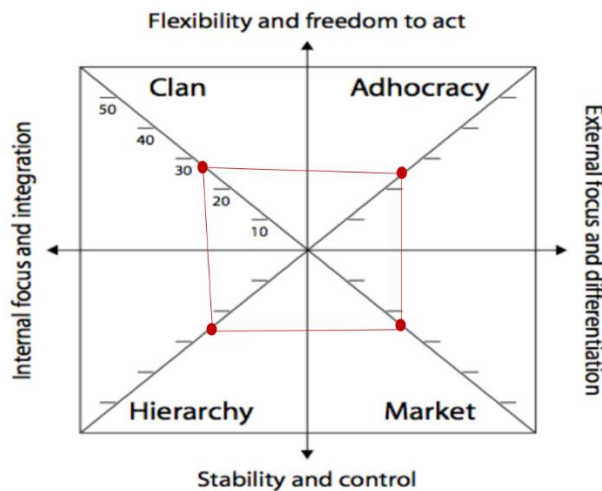 Flexibility and freedom to act
Clan
Adhocracy
50
40
30
20
10
Internal focus and integration
External focus and differentiation
Hierarchy
Market
Stability and control